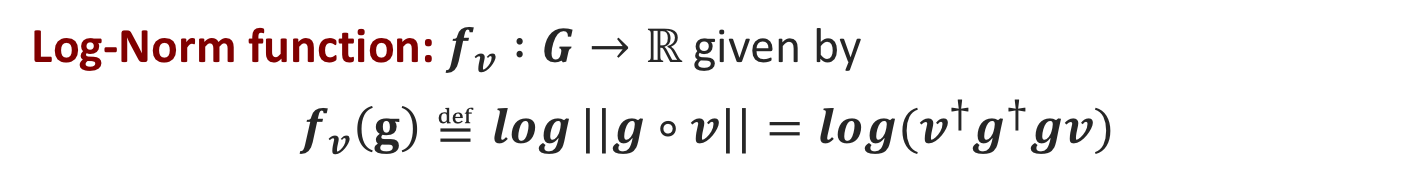 Log-Norm function: f_v : G → ℝ given by
f_v(g) ≝ log ||g ∘ v|| = log(v†g†gv)